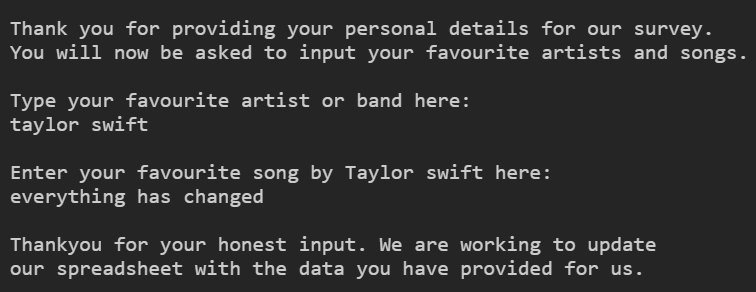 Thank you for providing your personal details for our survey.
You will now be asked to input your favourite artists and songs.
Type your favourite artist or band here:
taylor swift
Enter your favourite song by Taylor swift here:
everything has changed
Thankyou for your honest input. We are working to update
our spreadsheet with the data you have provided for us.